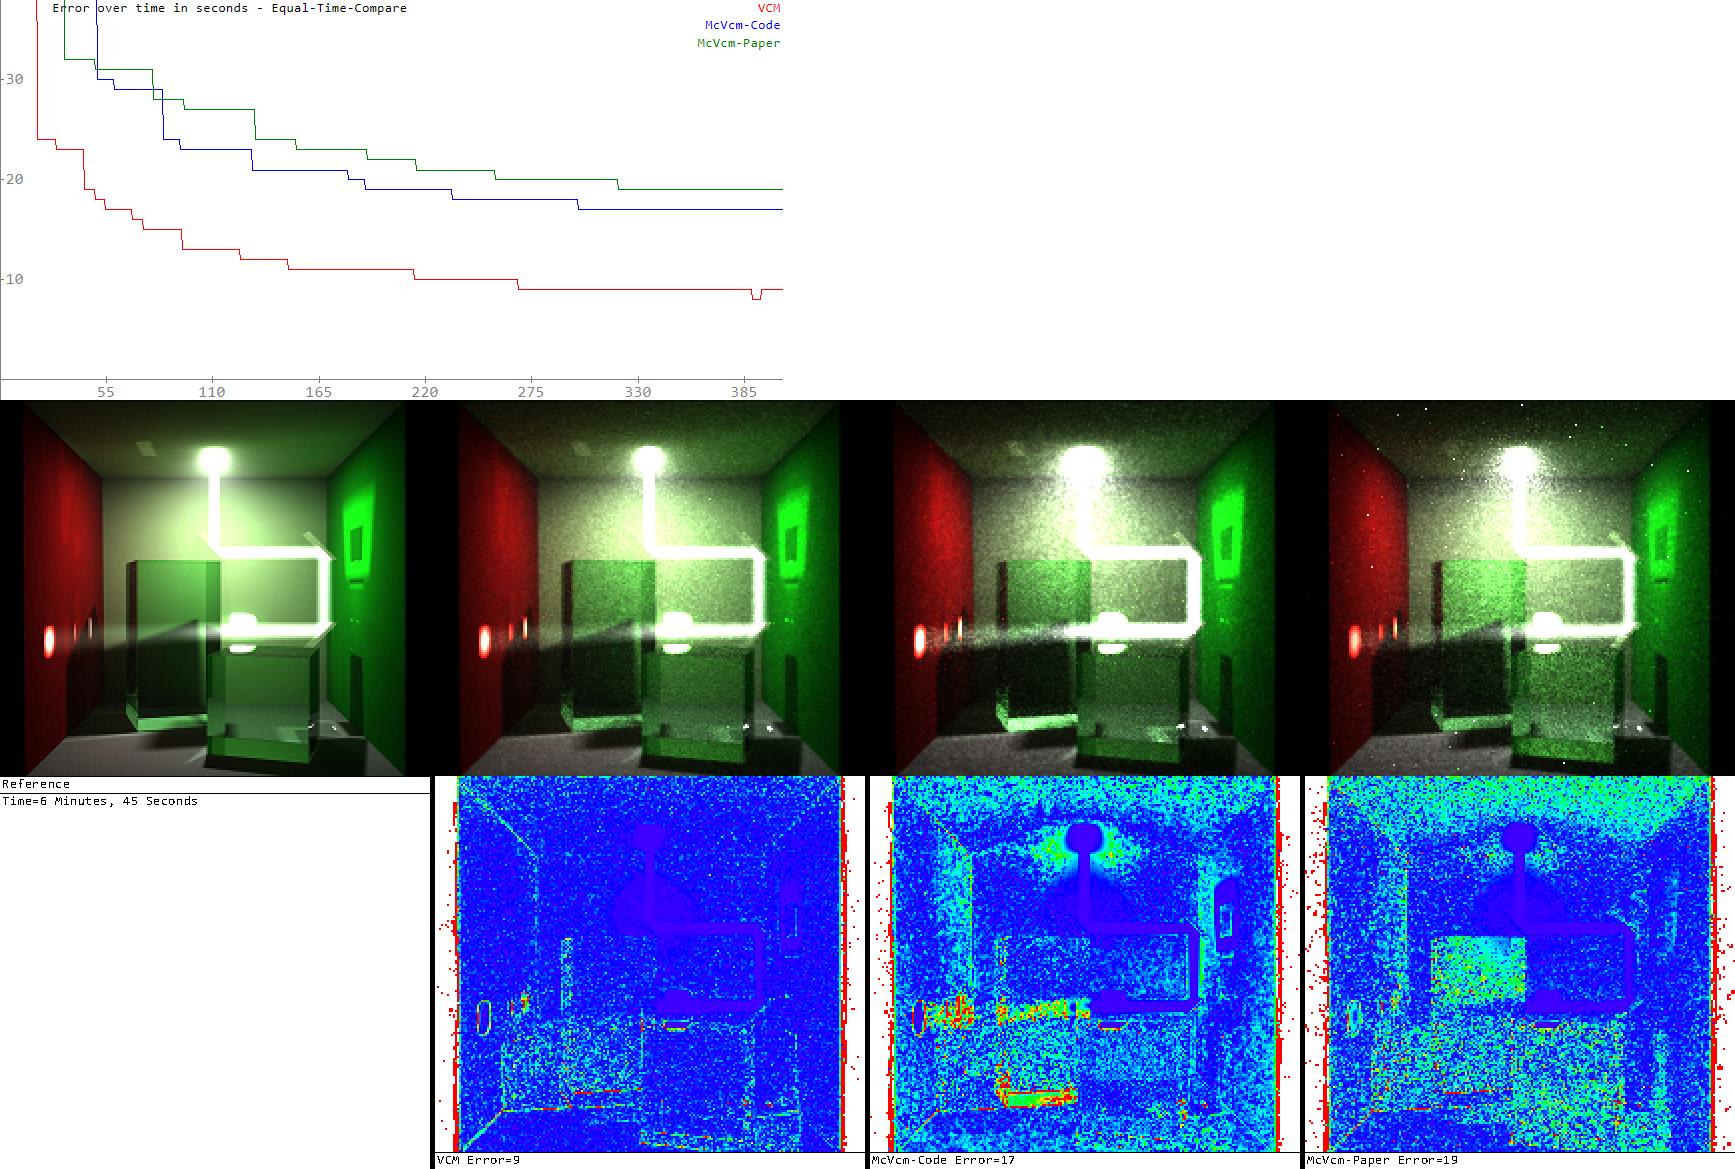 Error over time in seconds - Equal-Time-Compare
VCM
McVcm-Code
McVcm-Paper
30
20
10
55 110 165 220 275 330 385
Reference
Time=6 Minutes, 45 Seconds
VCM Error=9
McVcm-Code Error=17
McVcm-Paper Error=19